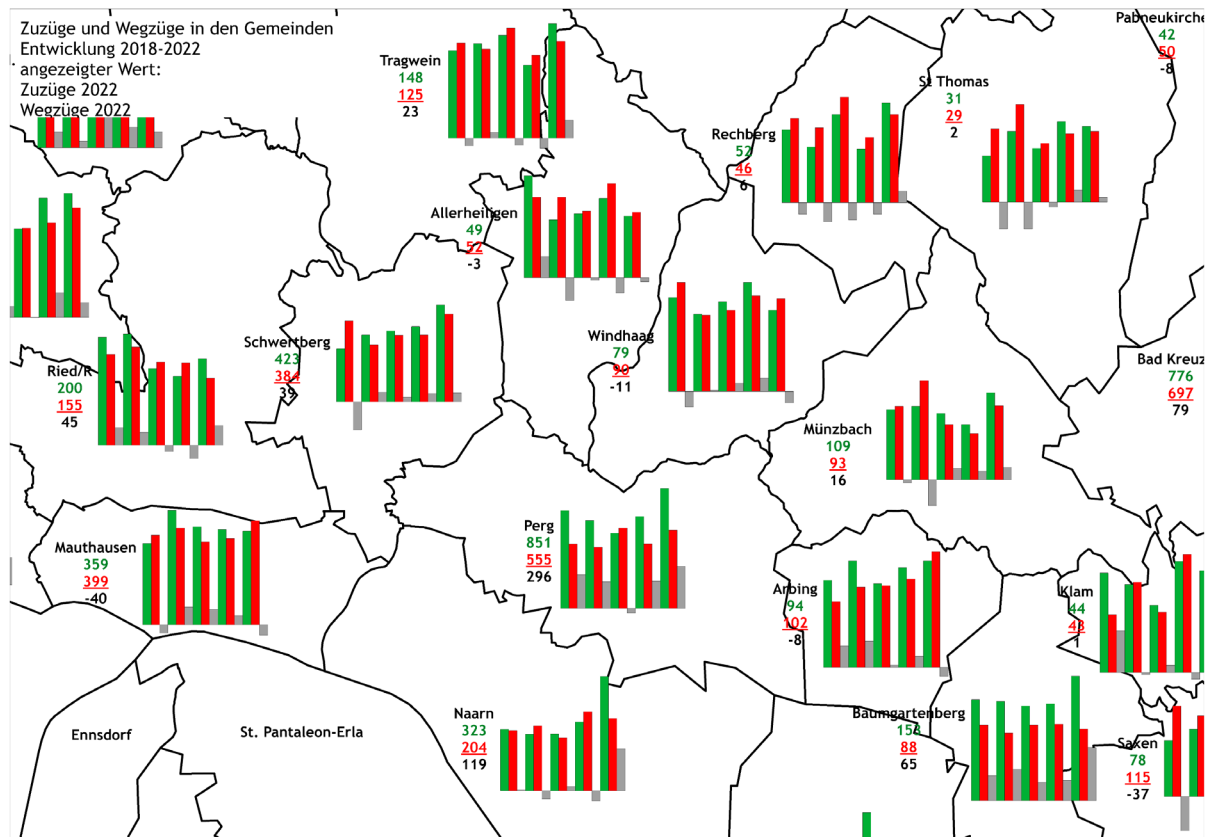 Zuzüge und Wegzüge in den Gemeinden
Entwicklung 2018-2022
angezeigter Wert:
Zuzüge 2022
Wegzüge 2022
Pabneukirche
42
50
-8
Tragwein
148
125
23
St Thomas
31
29
2
Rechberg
52
46
6
Allerheiligen
49
52
-3
Schwertberg
423
384
39
Windhaag
79
90
-11
Ried/R
200
155
45
Bad Kreuz
776
697
79
Münzbach
109
93
16
Perg
851
555
296
Mauthausen
359
399
-40
Arbing
94
102
-8
Klam
44
43
1
Naarn
323
204
119
Baumgartenberg
153
88
65
Ennsdorf
St. Pantaleon-Erla
Saxen
78
115
-37